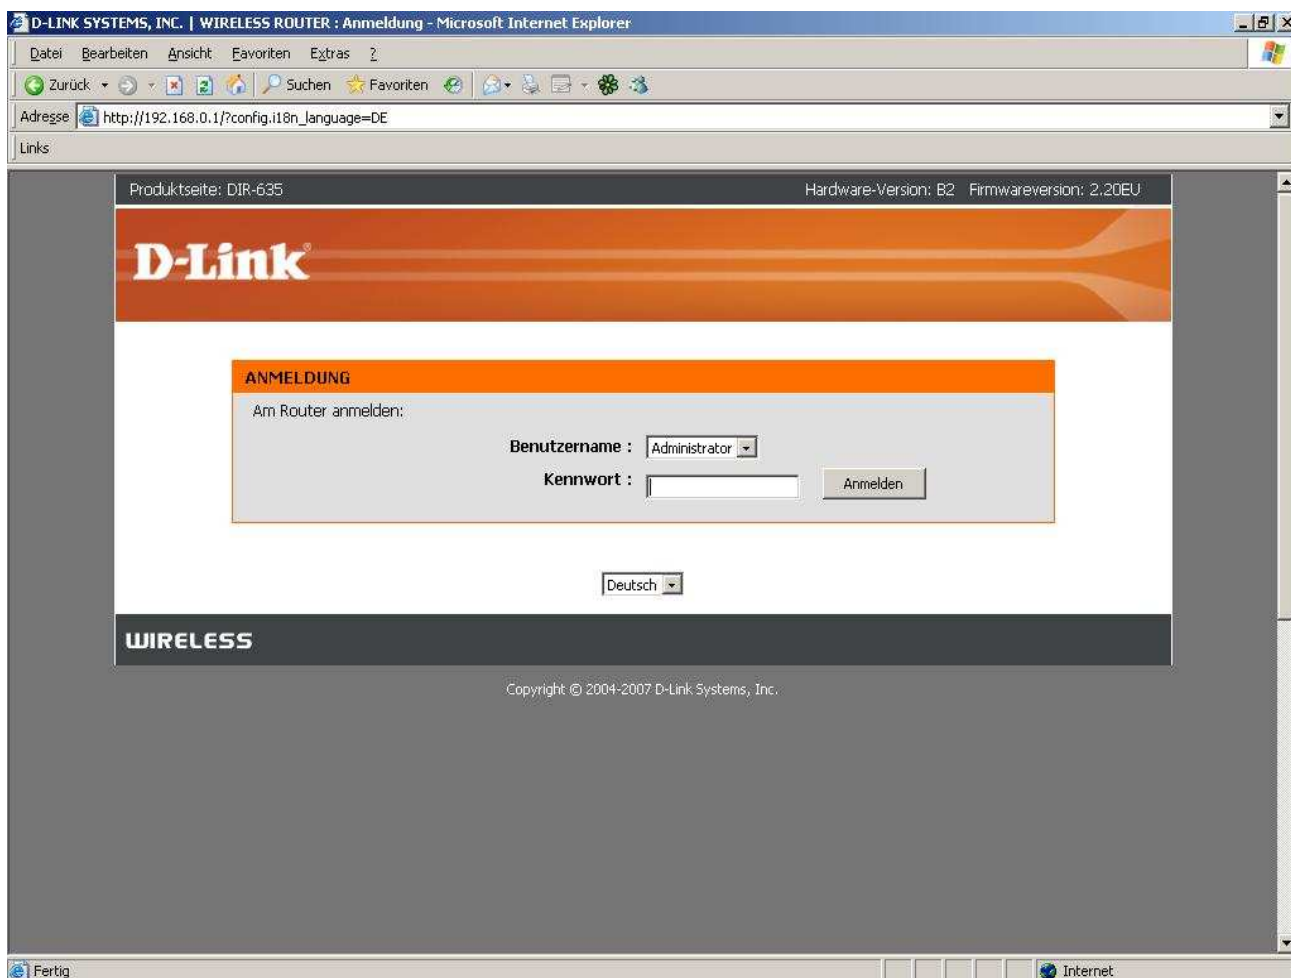 D-LINK SYSTEMS, INC. | WIRELESS ROUTER : Anmeldung - Microsoft Internet Explorer
Datei Bearbeiten Ansicht Favoriten Extras ?
Zurück Suchen Favoriten
Adresse http://192.168.0.1/?config.i18n_language=DE
Links
Produktseite: DIR-635 Hardware-Version: B2 Firmwareversion: 2.20EU
D-Link®
ANMELDUNG
Am Router anmelden:
Benutzername : Administrator
Kennwort : Anmelden
Deutsch
WIRELESS
Copyright © 2004-2007 D-Link Systems, Inc.
Fertig Internet